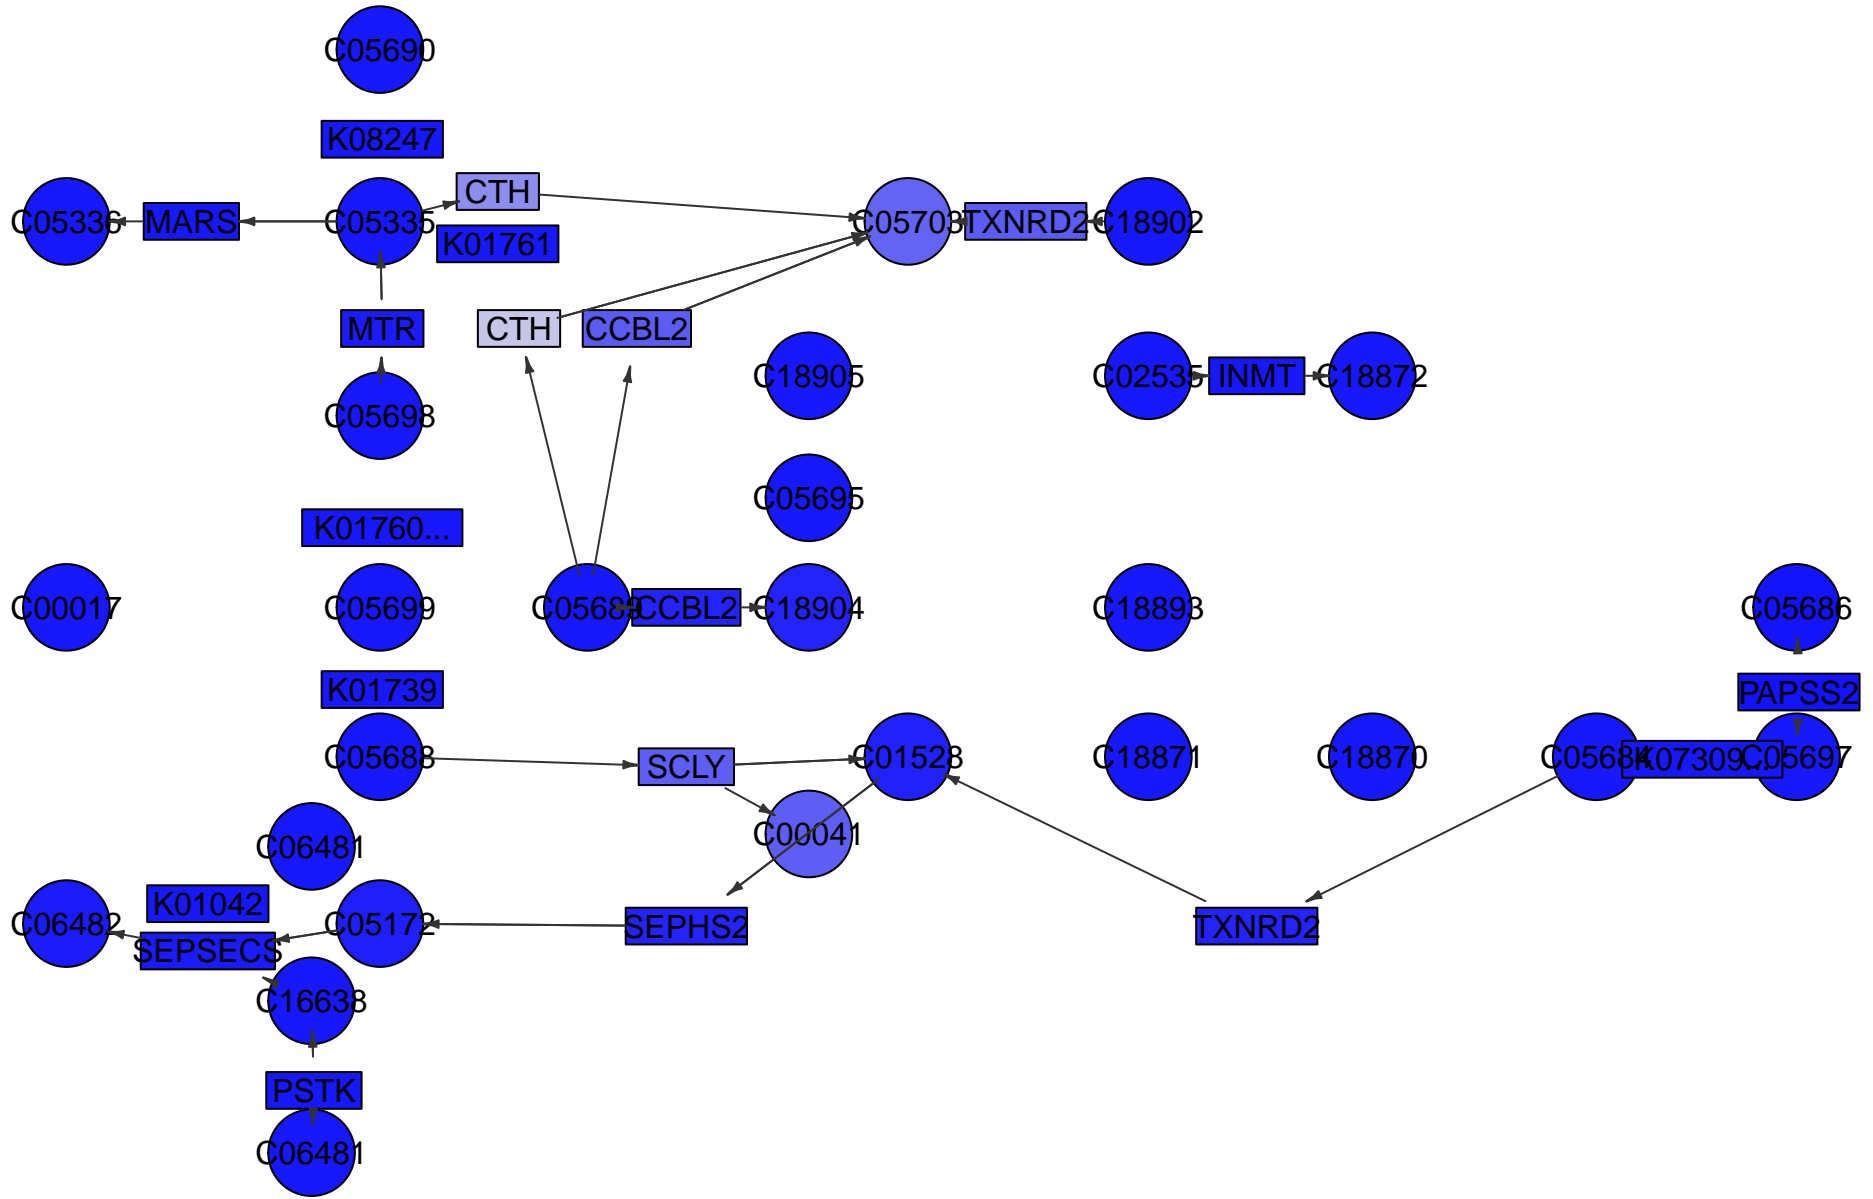 C05690
K08247
CTH
C05336
MARS
C05335
C05703
TXNRD2
C18902
K01761
MTR
CTH
CCBL2
C18905
C02535
INMT
C18872
C05698
C05695
K01760...
C00017
C05699
C05689
CCBL2
C18904
C18893
C05686
K01739
PAPSS2
C05688
SCLY
C01528
C18871
C18870
C05684
K07309...
C05697
C00041
C06481
K01042
C06482
C05172
SEPHS2
TXNRD2
SEPSECS
C16638
PSTK
C06481